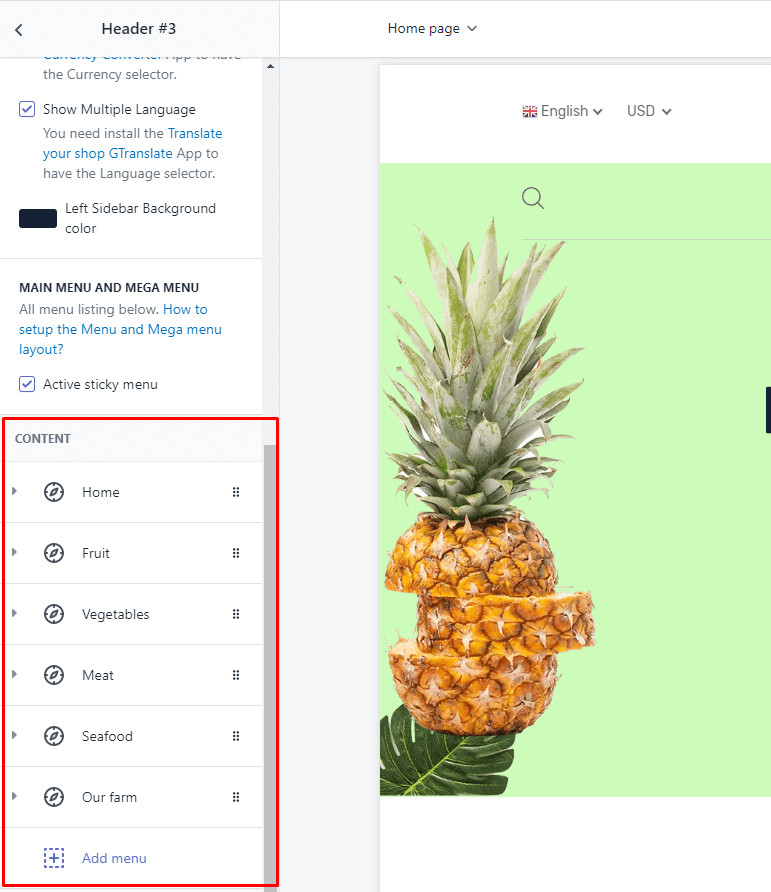 Header #3
Home page
Currency Converter App to have
the Currency selector.
Show Multiple Language
You need install the Translate
your shop GTranslate App to
have the Language selector.
Left Sidebar Background
color
MAIN MENU AND MEGA MENU
All menu listing below. How to
setup the Menu and Mega menu
layout?
Active sticky menu
CONTENT
Home
Fruit
Vegetables
Meat
Seafood
Our farm
Add menu
English
USD